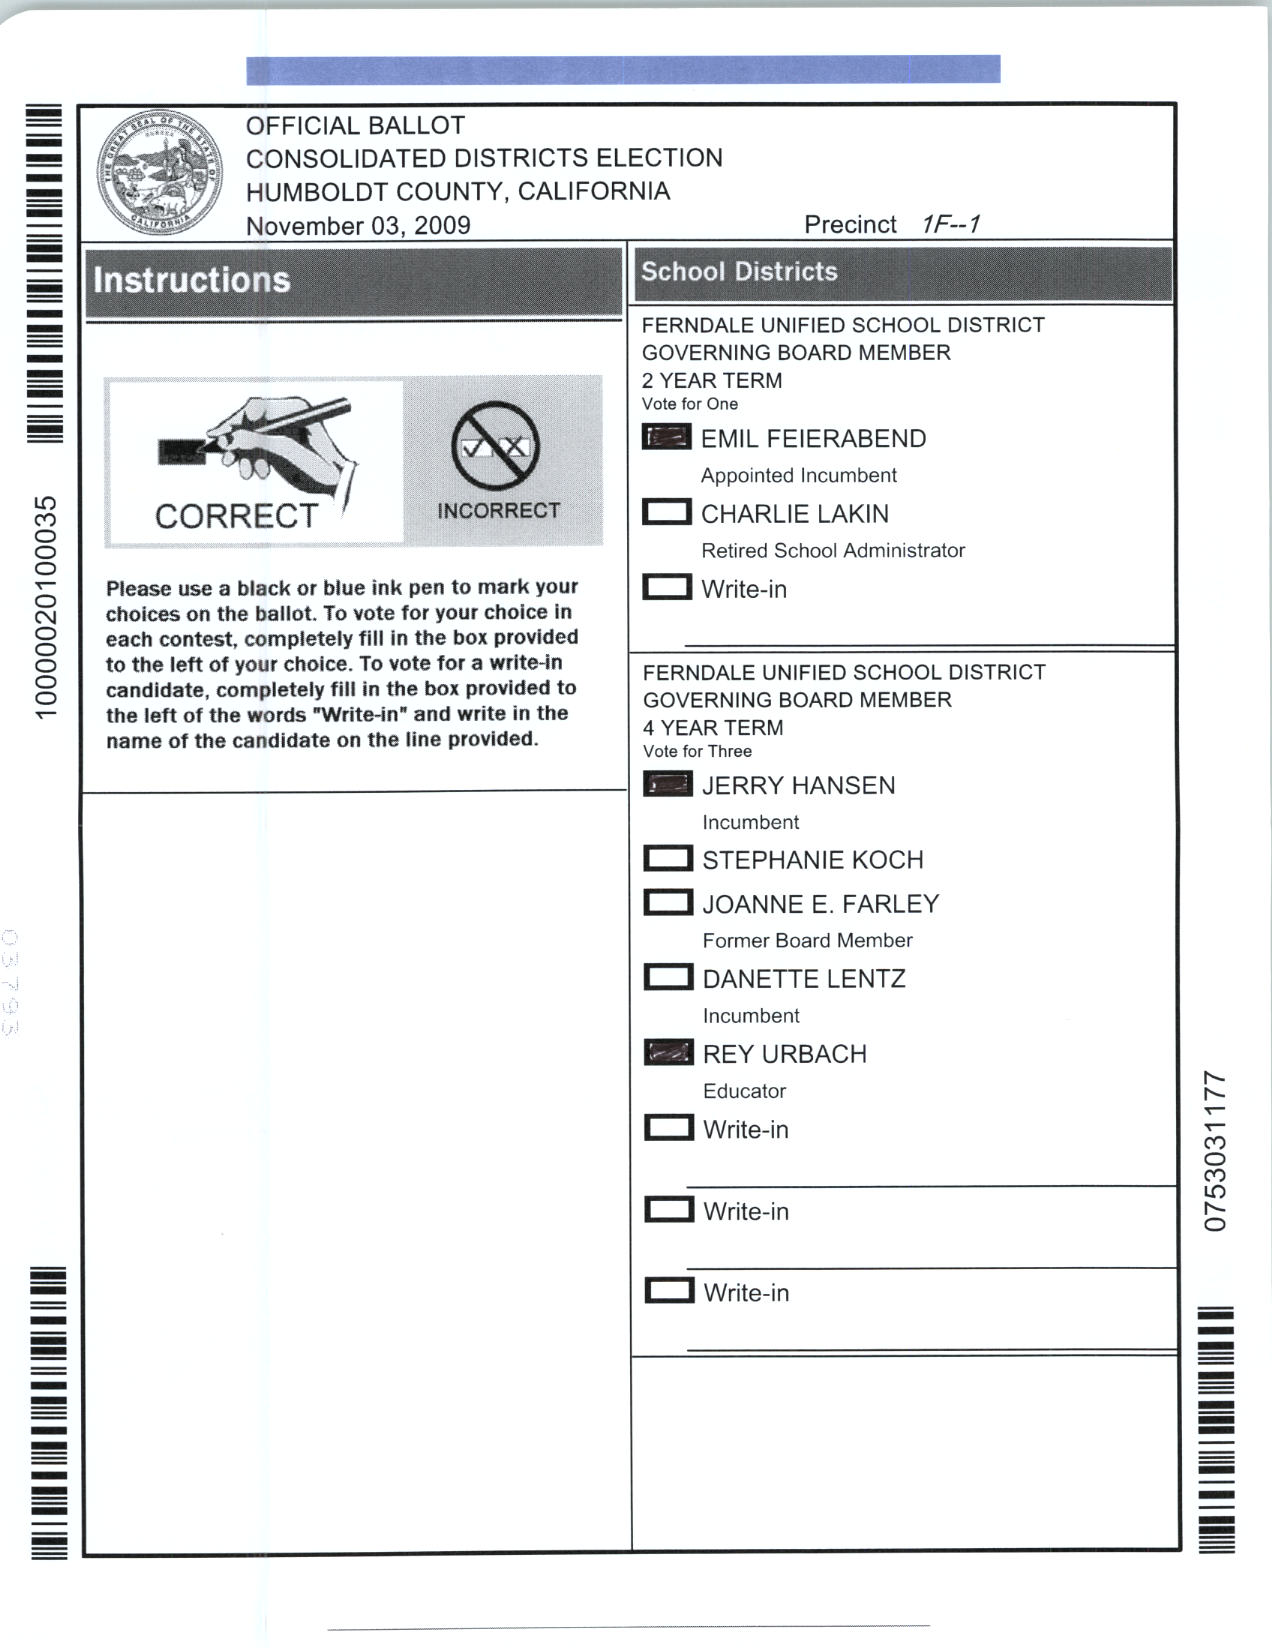 OFFICIAL BALLOT
CONSOLIDATED DISTRICTS ELECTION
HUMBOLDT COUNTY, CALIFORNIA
November 03, 2009 Precinct 1F--1
THE GREAT SEAL OF THE STATE OF CALIFORNIA
EUREKA
Instructions
CORRECT
INCORRECT
Please use a black or blue ink pen to mark your
choices on the ballot. To vote for your choice in
each contest, completely fill in the box provided
to the left of your choice. To vote for a write-in
candidate, completely fill in the box provided to
the left of the words "Write-in" and write in the
name of the candidate on the line provided.
School Districts
FERNDALE UNIFIED SCHOOL DISTRICT
GOVERNING BOARD MEMBER
2 YEAR TERM
Vote for One
EMIL FEIERABEND
Appointed Incumbent
CHARLIE LAKIN
Retired School Administrator
Write-in
FERNDALE UNIFIED SCHOOL DISTRICT
GOVERNING BOARD MEMBER
4 YEAR TERM
Vote for Three
JERRY HANSEN
Incumbent
STEPHANIE KOCH
JOANNE E. FARLEY
Former Board Member
DANETTE LENTZ
Incumbent
REY URBACH
Educator
Write-in
Write-in
Write-in
10000020100035
03793
0753031177